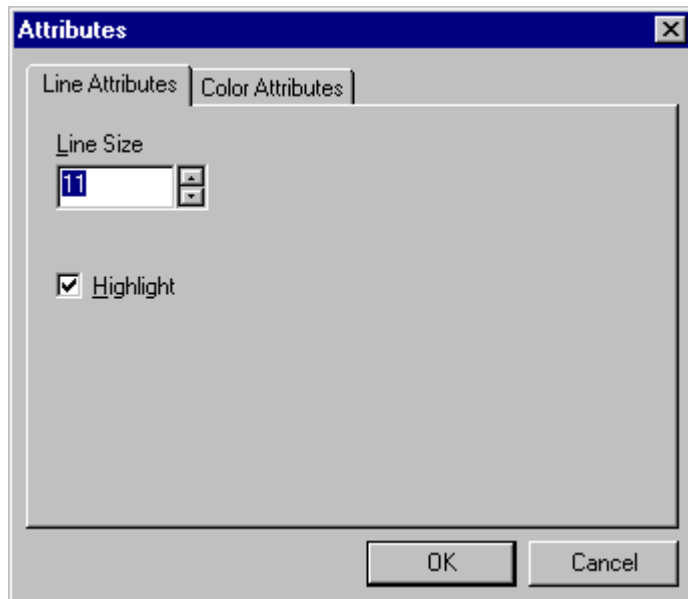 Attributes
Line Attributes Color Attributes
Line Size
11
Highlight
OK Cancel